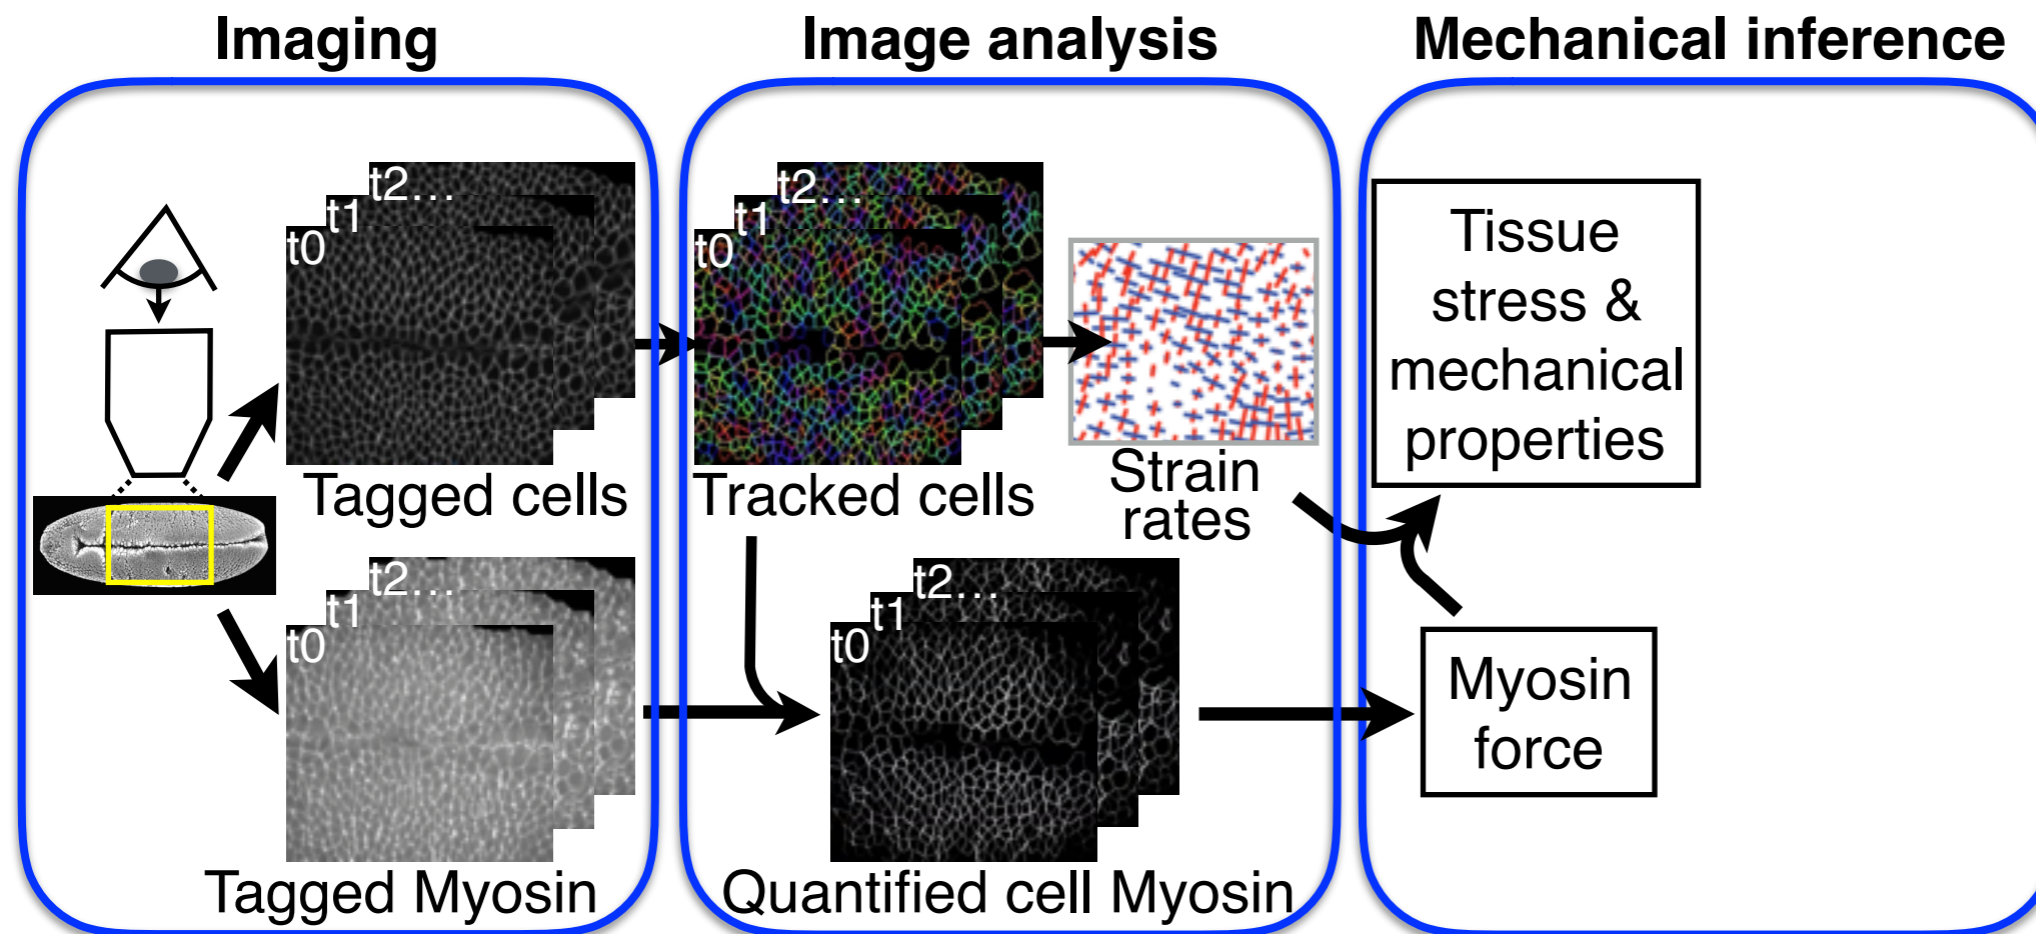 Imaging
Image analysis
Mechanical inference
t2...
t1
t0
Tagged cells
t2...
t1
t0
Tracked cells
Strain
rates
Tissue
stress &
mechanical
properties
t2...
t1
t0
Tagged Myosin
t2...
t1
t0
Quantified cell Myosin
Myosin
force